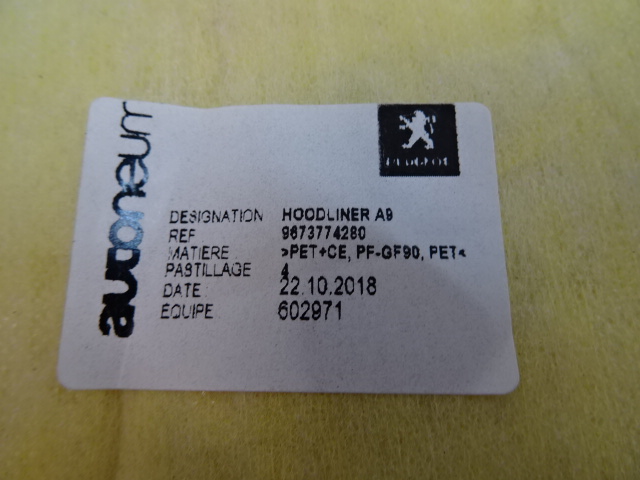 autoneum
PEUGEOT
DESIGNATION HOODLINER A9
REF 9673774280
MATIERE >PET+CE, PF-GF90, PET<
PASTILLAGE 4
DATE : 22.10.2018
EQUIPE : 602971